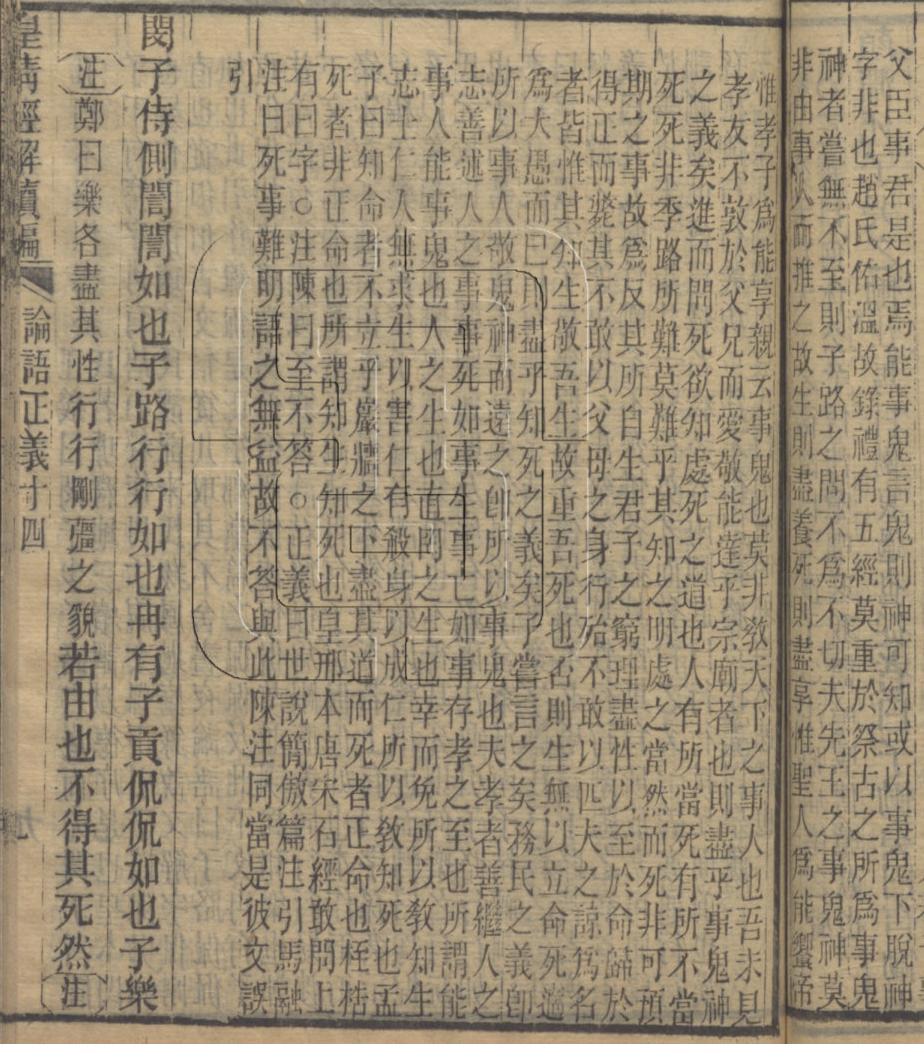 父臣事君是也焉能事鬼言鬼則神可知或以事鬼下脫神
字非也趙氏佑溫故錄禮有五經莫重於祭古之所爲事鬼
神者嘗無不至則子路之問不爲不切夫先王之事鬼神莫
非由事人而推之故生則盡養死則盡享惟聖人爲能饗帝
惟孝子爲能享親云事鬼也莫非敎天下之事人也吾未見
孝友不敦於父兄而愛敬能達乎宗廟者也則盡乎事鬼神
之義矣進而問死欲知處死之道也人有所當死有所不當
死死非季路所難莫難乎其知之明處之當然而死非可預
期之事故爲反其所自生君子之窮理盡性以至於命歸於
得正而斃其不敢以父母之身行殆不敢以匹夫之諒爲名
者皆惟其知生敬吾生故重吾死也否則生無以立命死適
爲大愚而已則盡乎知死之義矣子嘗言之矣務民之義卽
所以事人敬鬼神而遠之卽所以事鬼也夫孝者善繼人之
志善述人之事事死如事生事亡如事存孝之至也所謂能
事人能事鬼也人之生也直罔之生也幸而免所以敎知生
志士仁人無求生以害仁有殺身以成仁所以敎知死也孟
子曰知命者不立乎巖牆之下盡其道而死者正命也桎梏
死者非正命也所謂知生知死也皇邢本唐宋石經敢問上
有曰字○注陳曰至不答○正義曰世說簡傲篇注引馬融
注曰死事難明語之無益故不答與此陳注同當是彼文誤
引
閔子侍側誾誾如也子路行行如也冉有子貢侃侃如也子樂
注鄭曰樂各盡其性行行剛彊之貌若由也不得其死然注
皇淸經解續編 論語正義十四 九